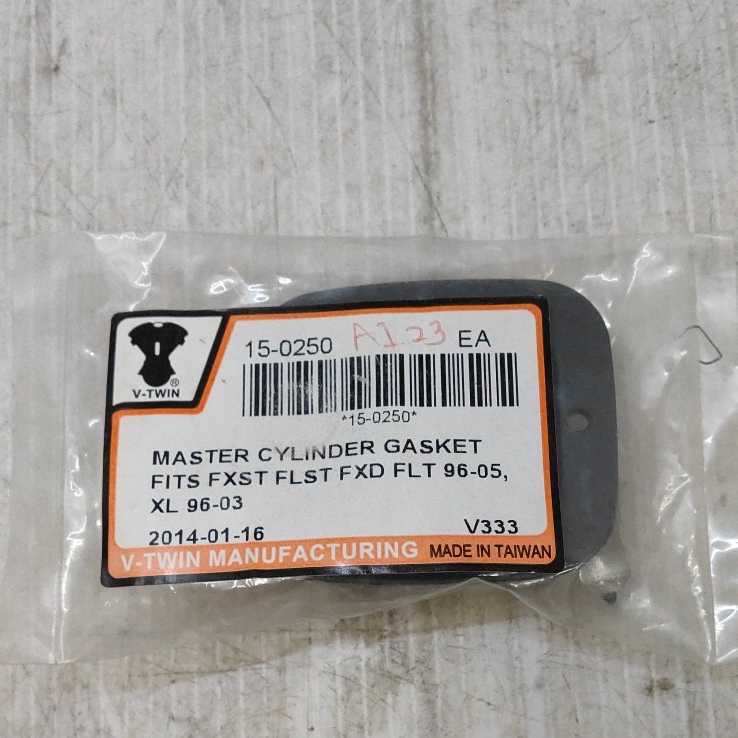 15-0250 AI.23 EA
*15-0250*
V-TWIN®
MASTER CYLINDER GASKET
FITS FXST FLST FXD FLT 96-05,
XL 96-03
2014-01-16 V333
V-TWIN MANUFACTURING MADE IN TAIWAN